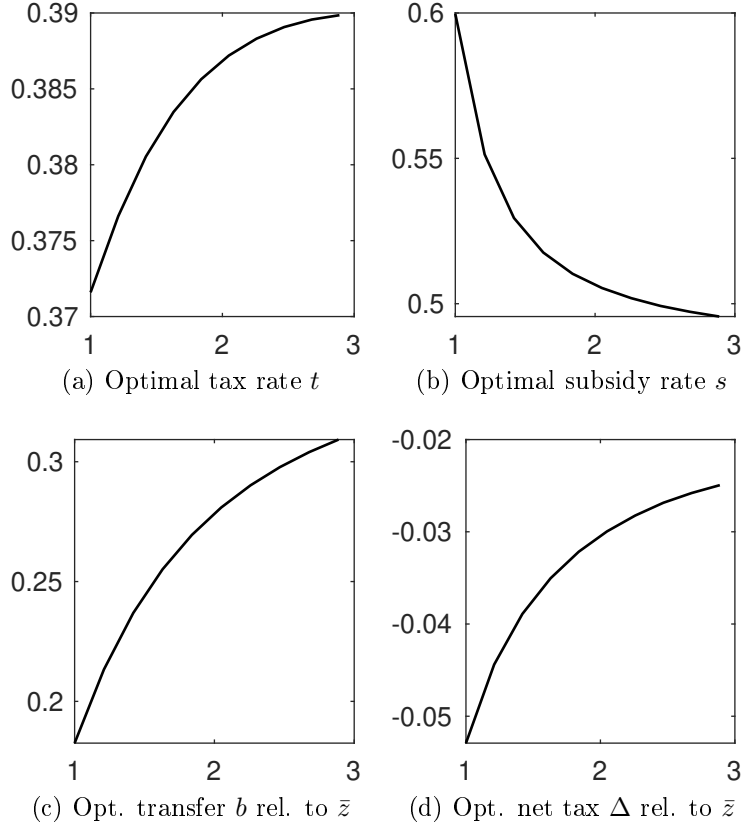 0.39
0.385
0.38
0.375
0.37
1 2 3
(a) Optimal tax rate t
0.6
0.55
0.5
1 2 3
(b) Optimal subsidy rate s
0.3
0.25
0.2
1 2 3
(c) Opt. transfer b rel. to z̄
-0.02
-0.03
-0.04
-0.05
1 2 3
(d) Opt. net tax Δ rel. to z̄